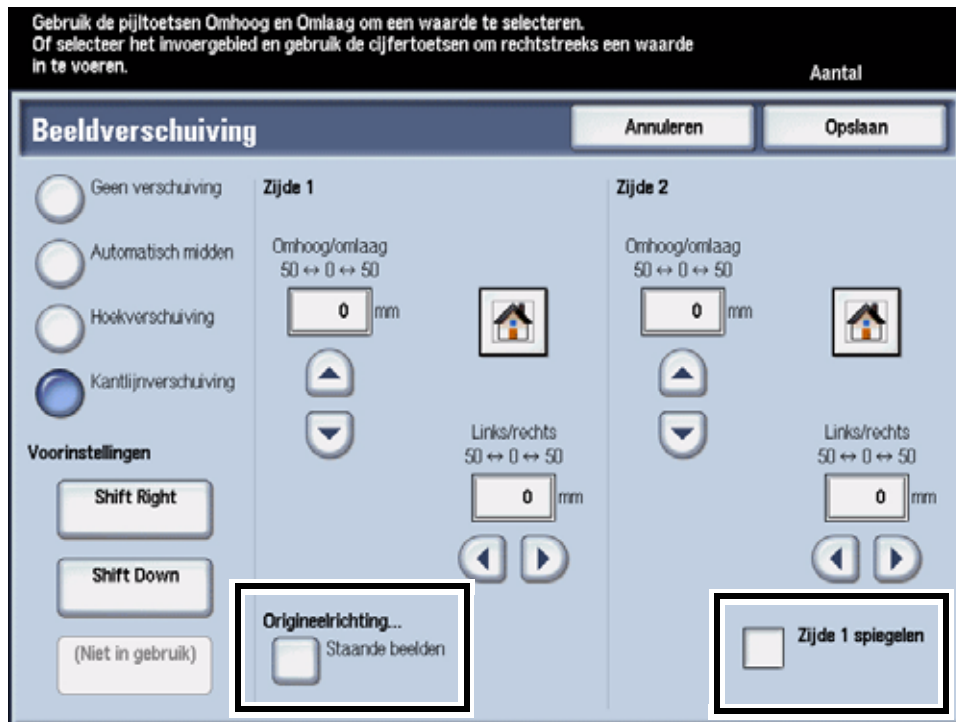 Gebruik de pijltoetsen Omhoog en Omlaag om een waarde te selecteren.
Of selecteer het invoergebied en gebruik de cijfertoetsen om rechtstreeks een waarde
in te voeren.
Aantal
Beeldverschuiving
Annuleren
Opslaan
Geen verschuiving
Automatisch midden
Hoekverschuiving
Kantlijnverschuiving
Voorinstellingen
Shift Right
Shift Down
(Niet in gebruik)
Zijde 1
Omhoog/omlaag
50 ↔ 0 ↔ 50
0 mm
Links/rechts
50 ↔ 0 ↔ 50
0 mm
Origineelrichting...
Staande beelden
Zijde 2
Omhoog/omlaag
50 ↔ 0 ↔ 50
0 mm
Links/rechts
50 ↔ 0 ↔ 50
0 mm
Zijde 1 spiegelen